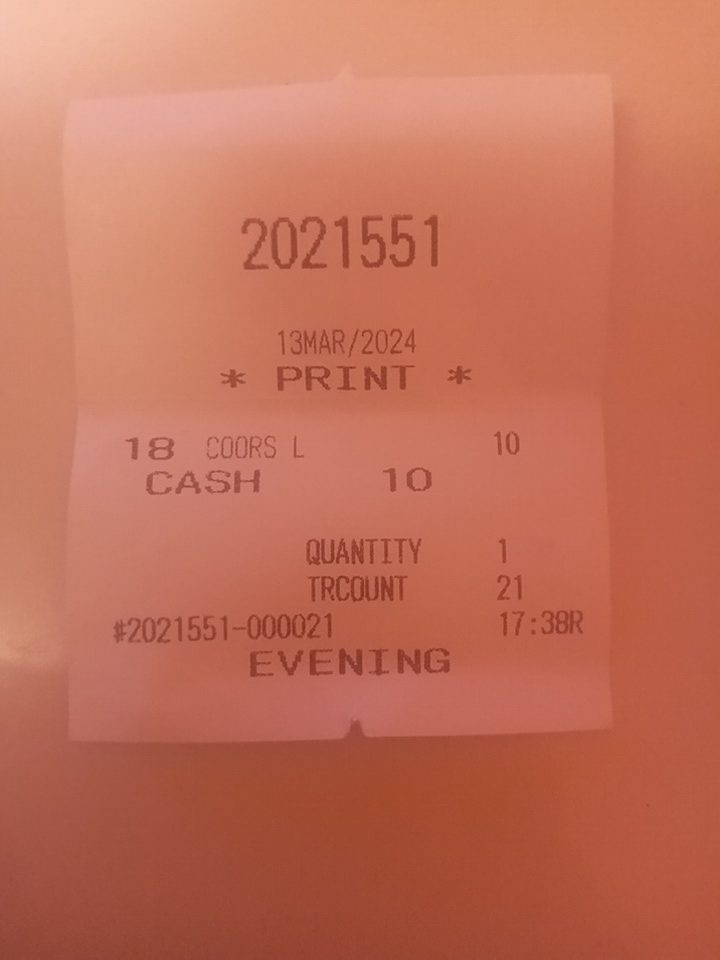 2021551
13MAR/2024
* PRINT *
18 COORS L 10
CASH 10
QUANTITY 1
TRCOUNT 21
#2021551-000021 17:38R
EVENING